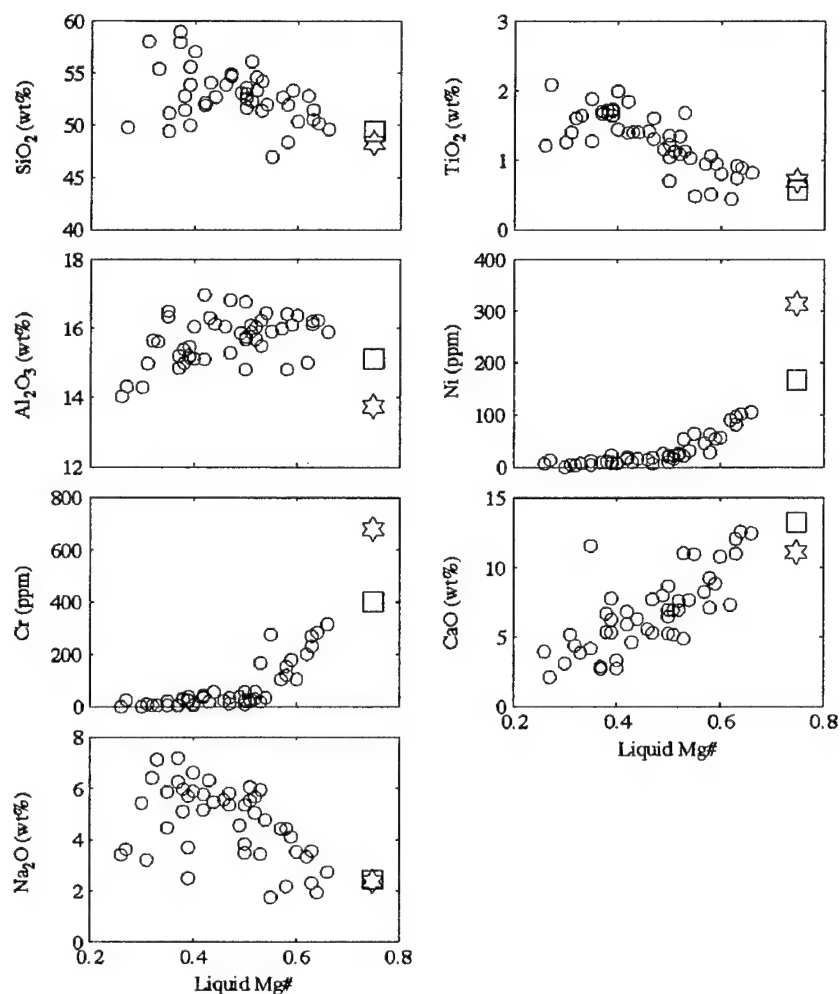 60
55
50
45
40
SiO₂ (wt%)
3
2
1
0
TiO₂ (wt%)
18
16
14
12
Al₂O₃ (wt%)
400
300
200
100
0
Ni (ppm)
800
600
400
200
0
Cr (ppm)
15
10
5
0
CaO (wt%)
0.2 0.4 0.6 0.8
Liquid Mg#
8
6
4
2
0
Na₂O (wt%)
0.2 0.4 0.6 0.8
Liquid Mg#